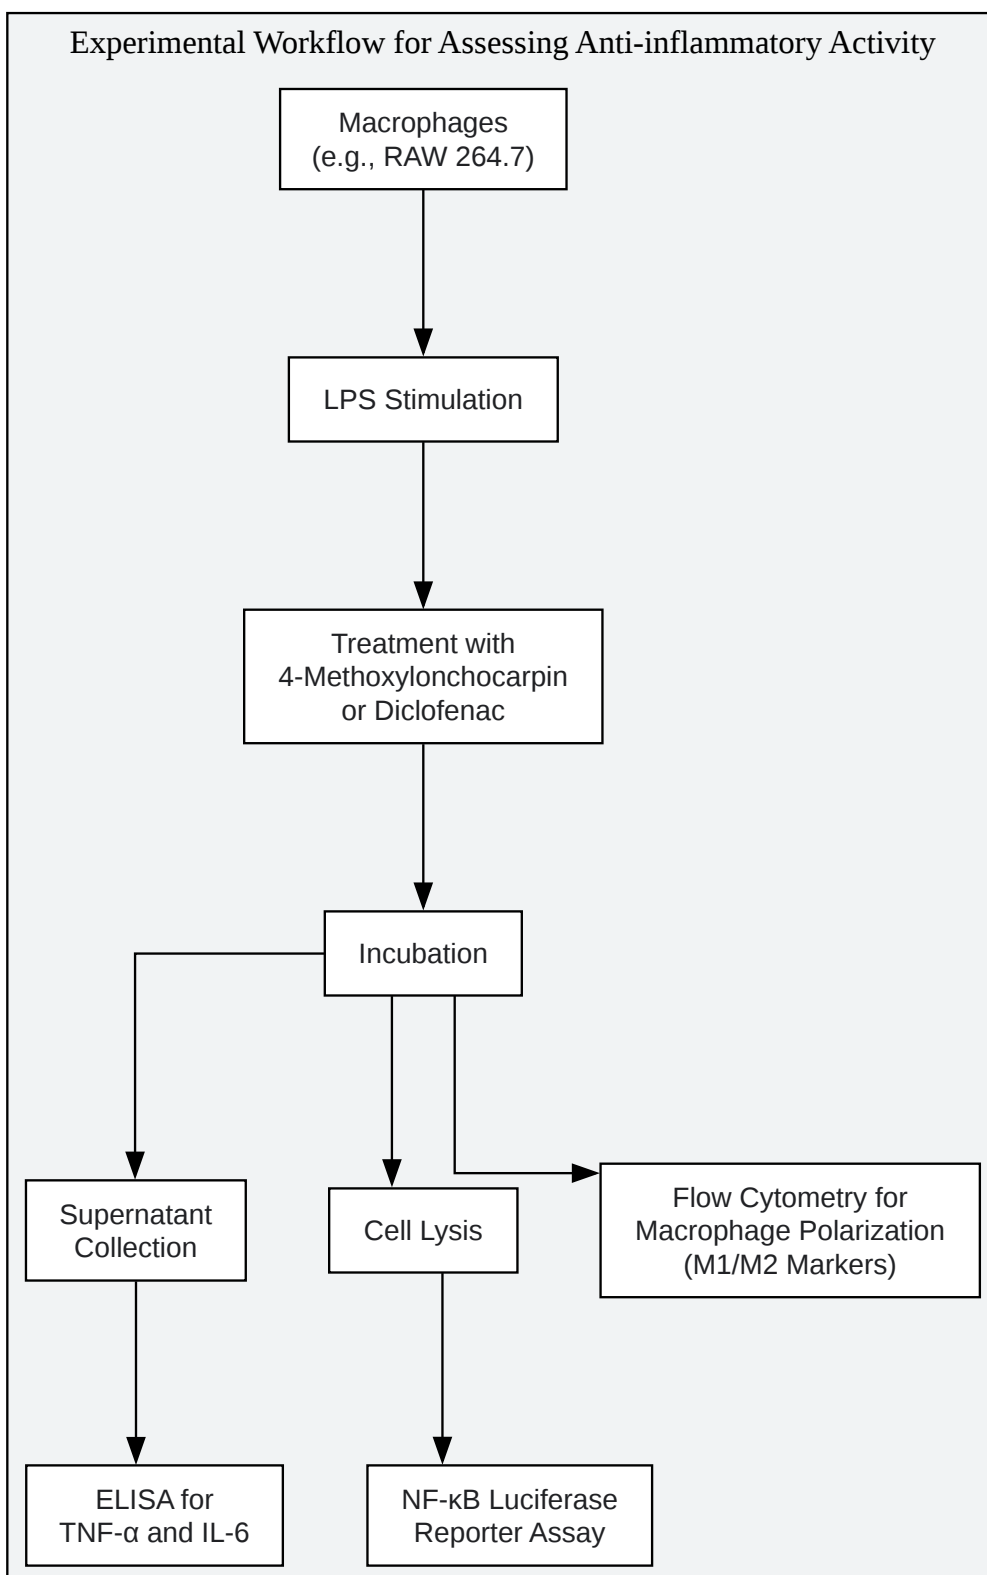 Experimental Workflow for Assessing Anti-inflammatory Activity
Macrophages
(e.g., RAW 264.7)
LPS Stimulation
Treatment with
4-Methoxylonchocarpin
or Diclofenac
Incubation
Supernatant
Collection
Cell Lysis
Flow Cytometry for
Macrophage Polarization
(M1/M2 Markers)
ELISA for
TNF-α and IL-6
NF-κB Luciferase
Reporter Assay